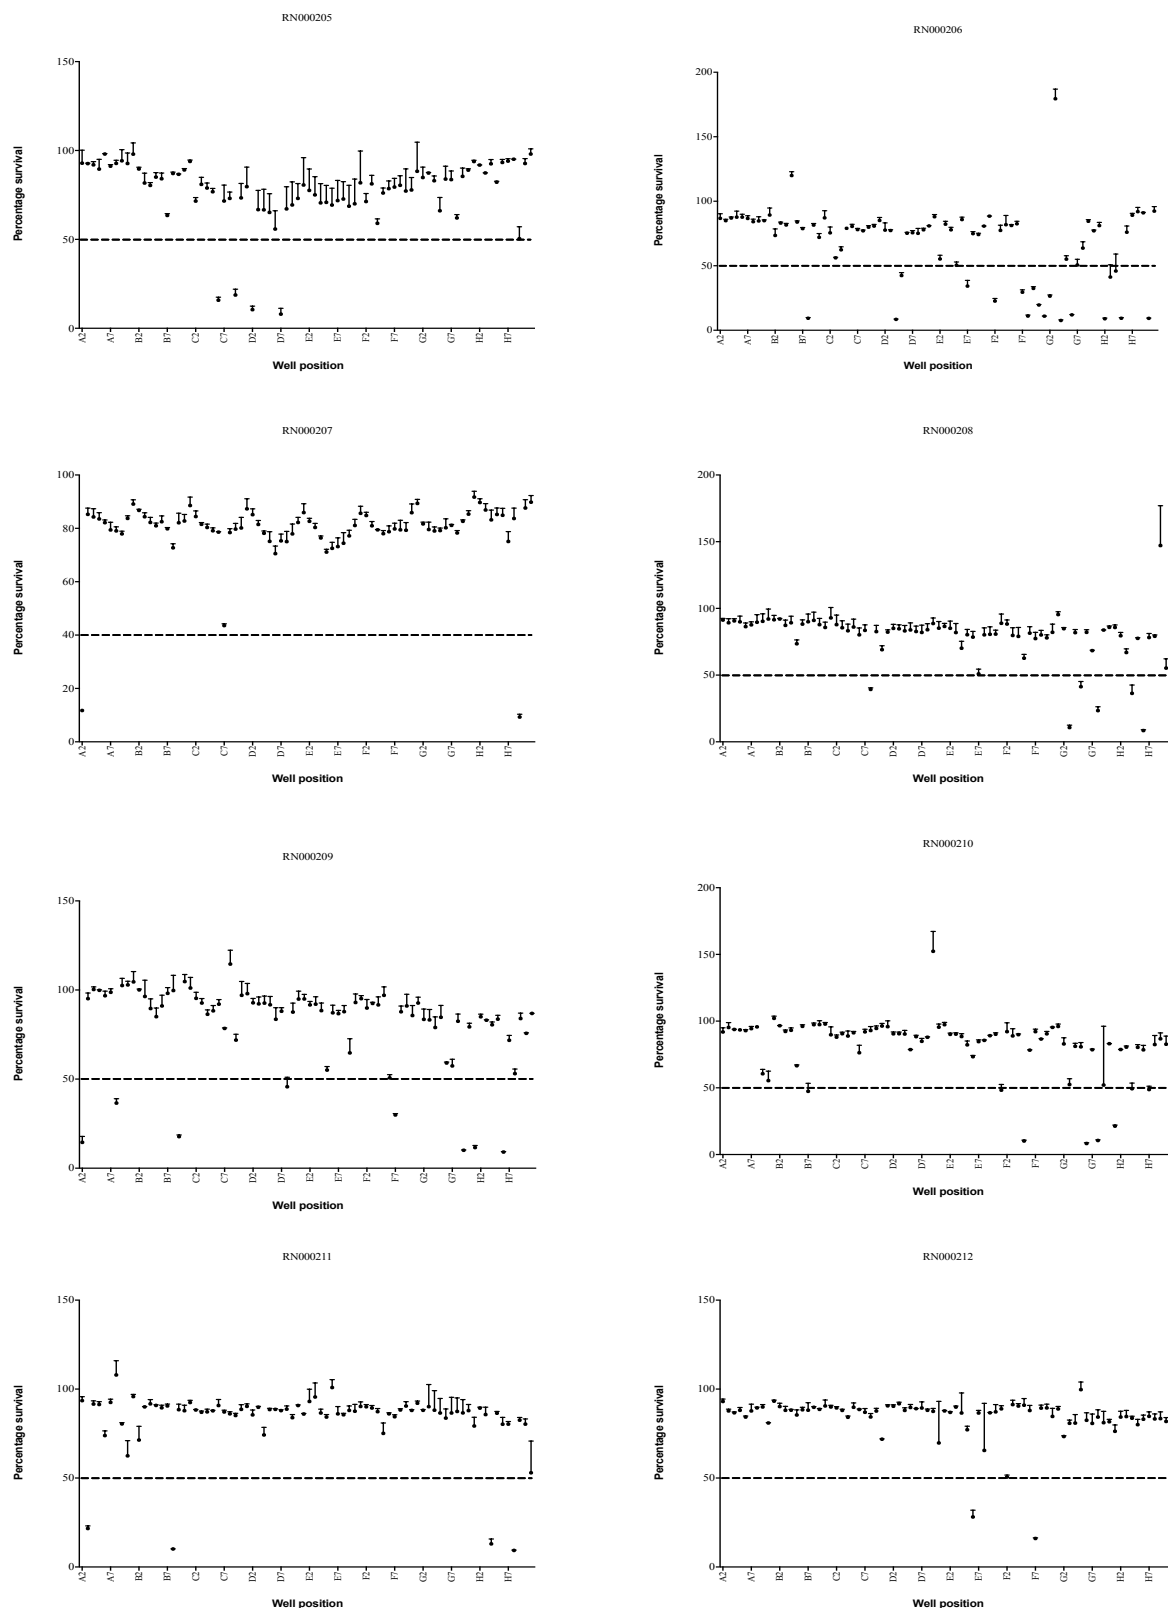 RN000205
150
100
50
0
Percentage survival
A2 A7 B2 B7 C2 C7 D2 D7 E2 E7 F2 F7 G2 G7 H2 H7
Well position
RN000206
200
150
100
50
0
Percentage survival
A2 A7 B2 B7 C2 C7 D2 D7 E2 E7 F2 F7 G2 G7 H2 H7
Well position
RN000207
100
80
60
40
20
0
Percentage survival
A2 A7 B2 B7 C2 C7 D2 D7 E2 E7 F2 F7 G2 G7 H2 H7
Well position
RN000208
200
150
100
50
0
Percentage survival
A2 A7 B2 B7 C2 C7 D2 D7 E2 E7 F2 F7 G2 G7 H2 H7
Well position
RN000209
150
100
50
0
Percentage survival
A2 A7 B2 B7 C2 C7 D2 D7 E2 E7 F2 F7 G2 G7 H2 H7
Well position
RN000210
200
150
100
50
0
Percentage survival
A2 A7 B2 B7 C2 C7 D2 D7 E2 E7 F2 F7 G2 G7 H2 H7
Well position
RN000211
150
100
50
0
Percentage survival
A2 A7 B2 B7 C2 C7 D2 D7 E2 E7 F2 F7 G2 G7 H2 H7
Well position
RN000212
150
100
50
0
Percentage survival
A2 A7 B2 B7 C2 C7 D2 D7 E2 E7 F2 F7 G2 G7 H2 H7
Well position